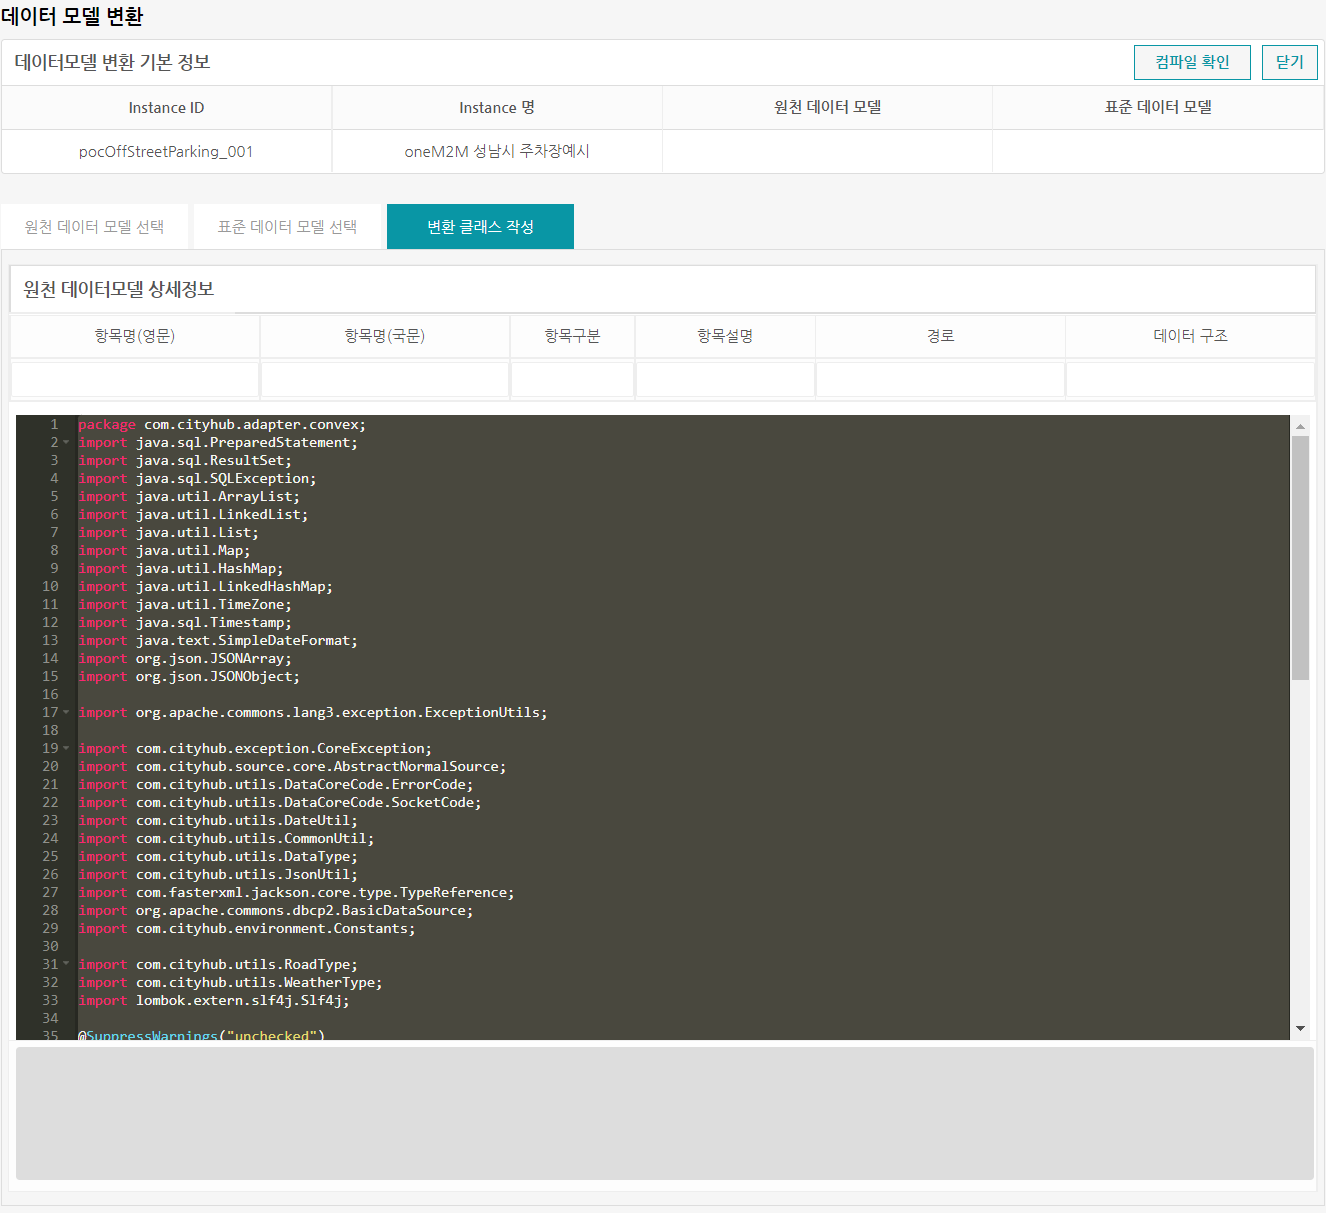 데이터 모델 변환
데이터모델 변환 기본 정보
컴파일 확인
닫기
Instance ID
Instance 명
원천 데이터 모델
표준 데이터 모델
pocOffStreetParking_001
oneM2M 성남시 주차장예시
원천 데이터 모델 선택
표준 데이터 모델 선택
변환 클래스 작성
원천 데이터모델 상세정보
항목명(영문)
항목명(국문)
항목구분
항목설명
경로
데이터 구조
1 package com.cityhub.adapter.convex;
2 import java.sql.PreparedStatement;
3 import java.sql.ResultSet;
4 import java.sql.SQLException;
5 import java.util.ArrayList;
6 import java.util.LinkedList;
7 import java.util.List;
8 import java.util.Map;
9 import java.util.HashMap;
10 import java.util.LinkedHashMap;
11 import java.util.TimeZone;
12 import java.sql.Timestamp;
13 import java.text.SimpleDateFormat;
14 import org.json.JSONArray;
15 import org.json.JSONObject;
16
17 import org.apache.commons.lang3.exception.ExceptionUtils;
18
19 import com.cityhub.exception.CoreException;
20 import com.cityhub.source.core.AbstractNormalSource;
21 import com.cityhub.utils.DataCoreCode.ErrorCode;
22 import com.cityhub.utils.DataCoreCode.SocketCode;
23 import com.cityhub.utils.DateUtil;
24 import com.cityhub.utils.CommonUtil;
25 import com.cityhub.utils.DataType;
26 import com.cityhub.utils.JsonUtil;
27 import com.fasterxml.jackson.core.type.TypeReference;
28 import org.apache.commons.dbcp2.BasicDataSource;
29 import com.cityhub.environment.Constants;
30
31 import com.cityhub.utils.RoadType;
32 import com.cityhub.utils.WeatherType;
33 import lombok.extern.slf4j.Slf4j;
34
35 @SuppressWarnings("unchecked")